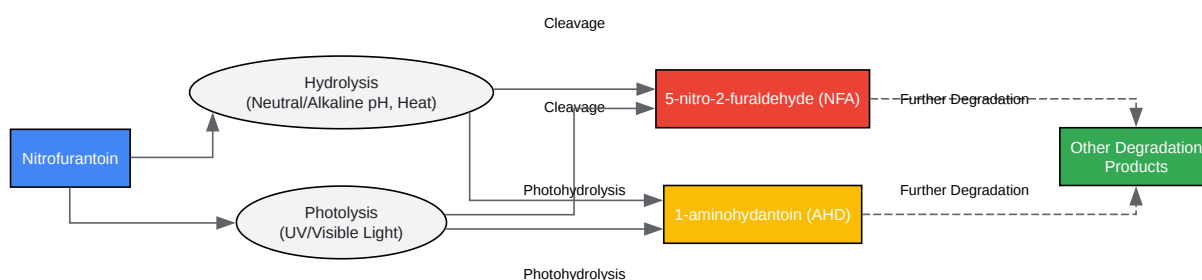 Cleavage
Hydrolysis
(Neutral/Alkaline pH, Heat)
5-nitro-2-furaldehyde (NFA)
Further Degradation
Cleavage
Nitrofurantoin
Other Degradation
Products
Photohydrolysis
Further Degradation
Photolysis
(UV/Visible Light)
1-aminohydantoin (AHD)
Photohydrolysis